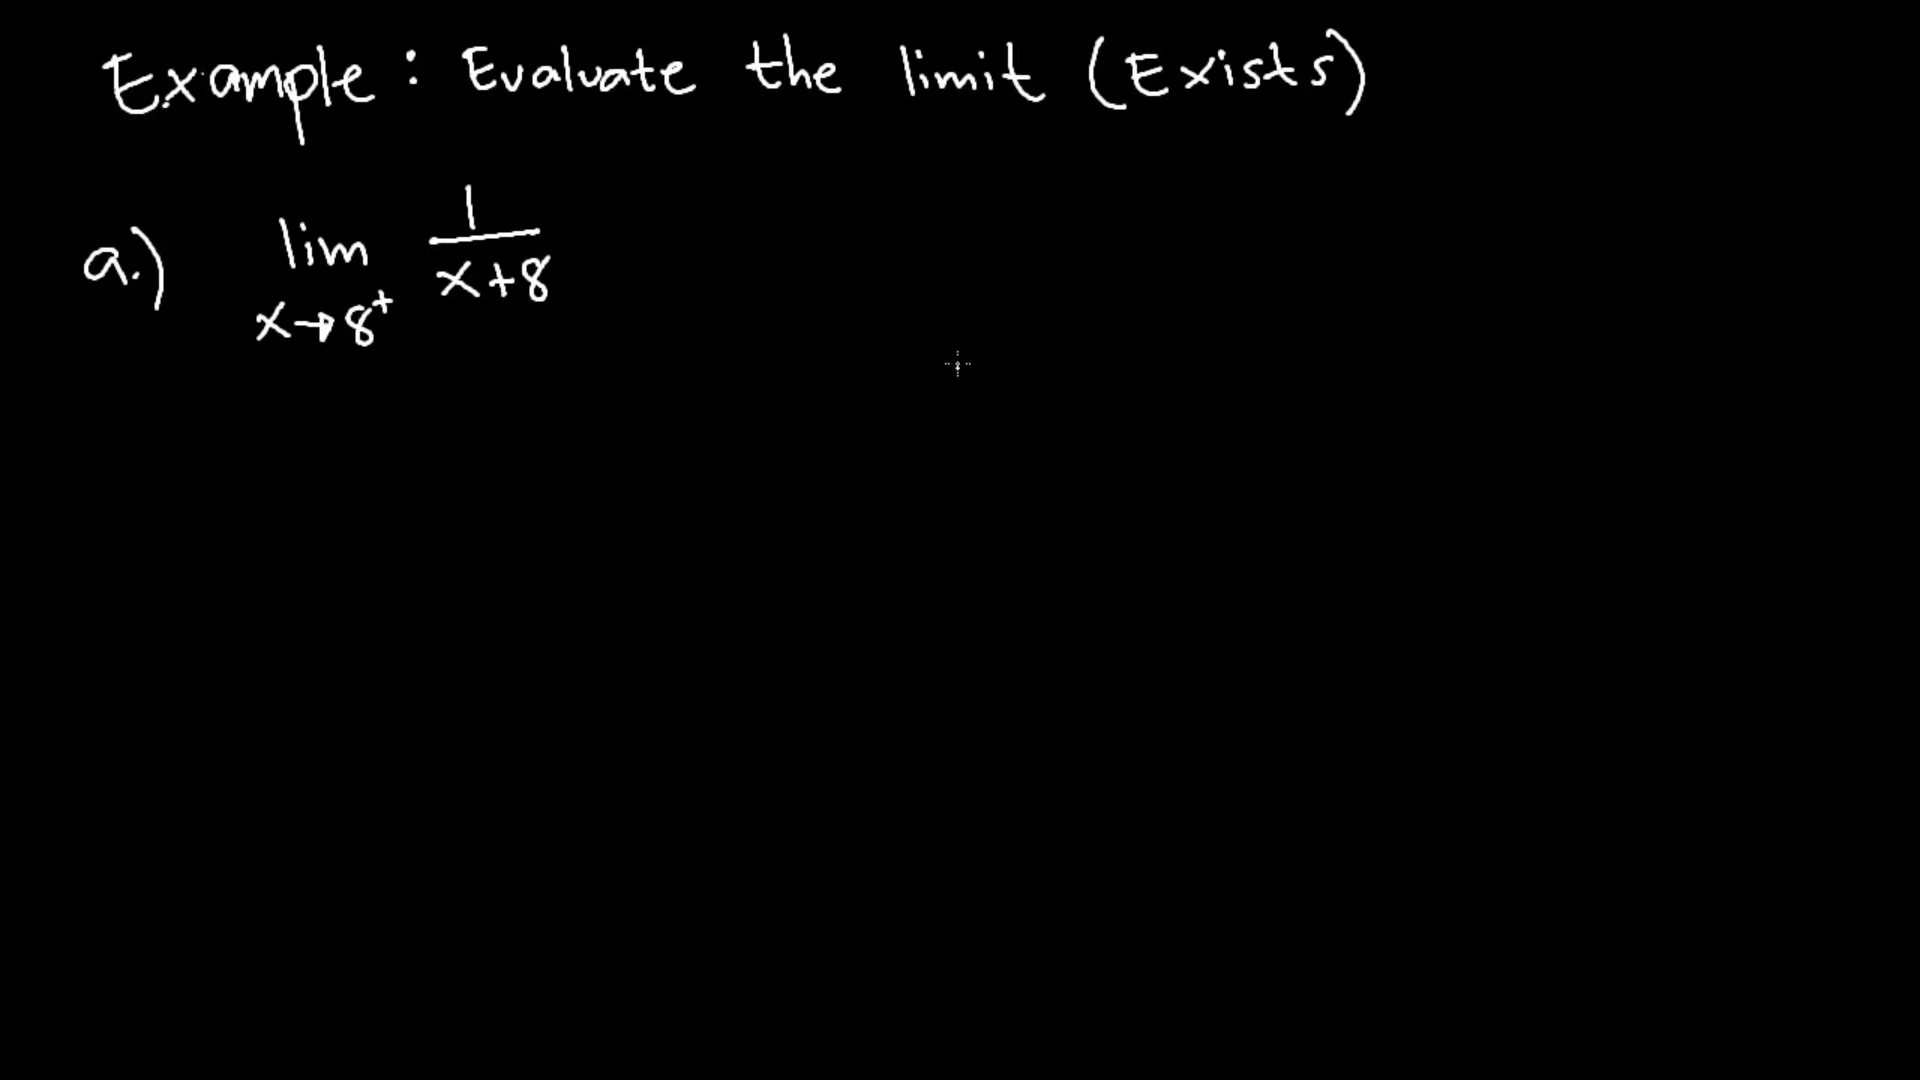 Example: Evaluate the limit (Exists)
a.) lim x→8⁺ 1/(x+8)